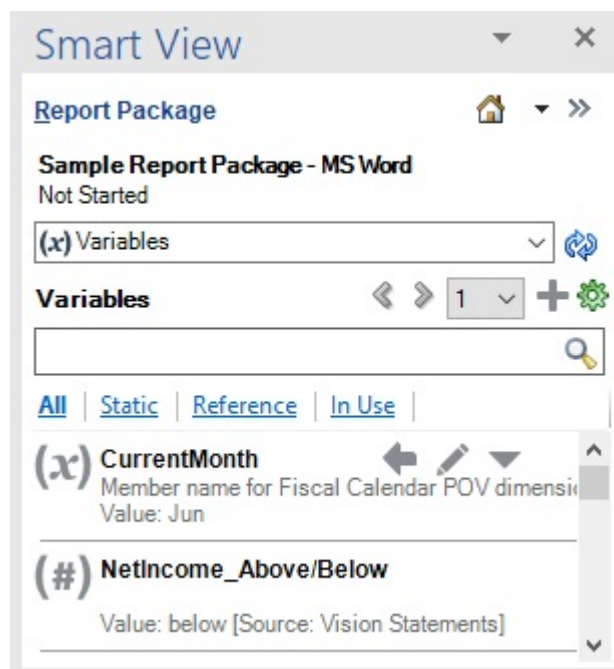 Smart View
Report Package
Sample Report Package - MS Word
Not Started
(x) Variables
Variables 1
All | Static | Reference | In Use |
(x) CurrentMonth
Member name for Fiscal Calendar POV
Value: Jun
(#) NetIncome_Above/Below
Value: below [Source: Vision Statements]